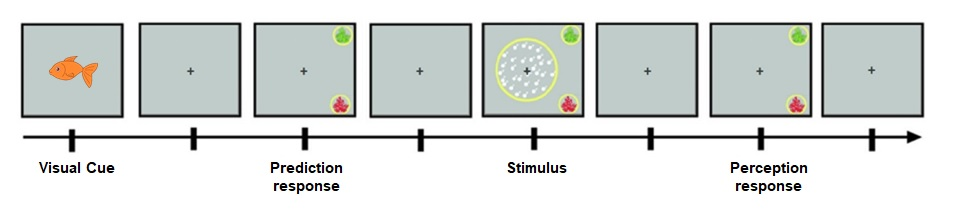 Visual Cue
Prediction
response
Stimulus
Perception
response